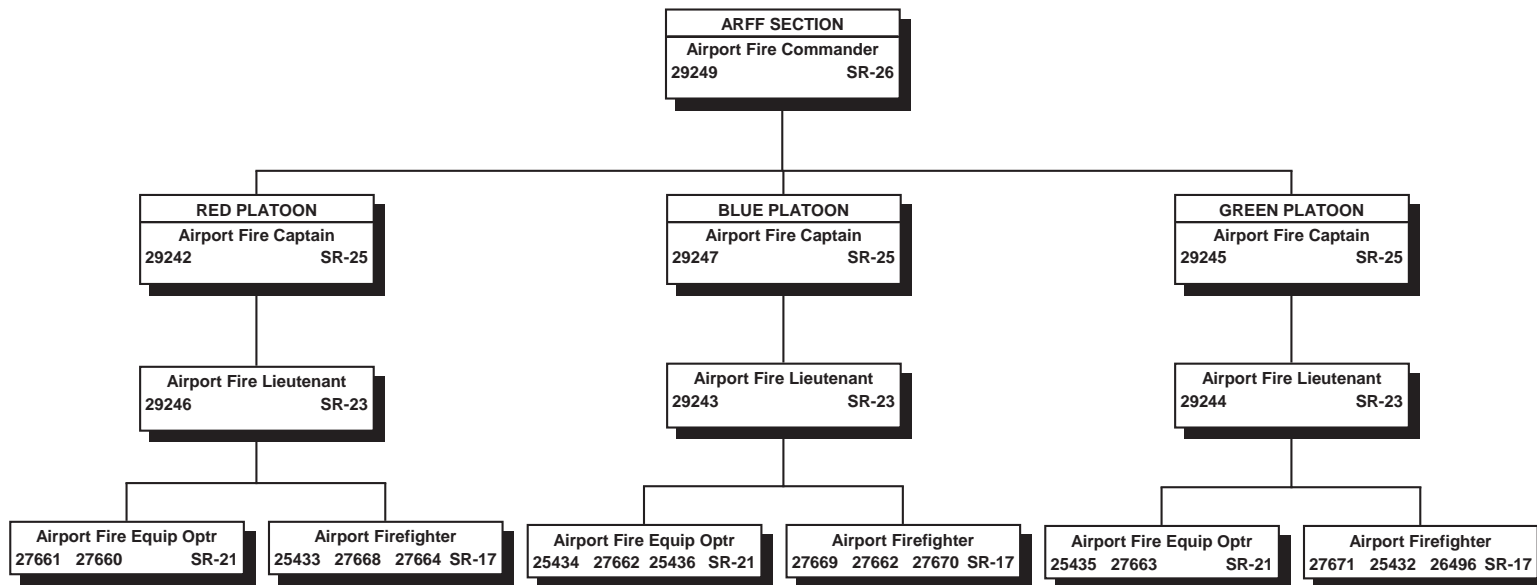 ARFF SECTION
Airport Fire Commander
29249 SR-26
RED PLATOON
Airport Fire Captain
29242 SR-25
BLUE PLATOON
Airport Fire Captain
29247 SR-25
GREEN PLATOON
Airport Fire Captain
29245 SR-25
Airport Fire Lieutenant
29246 SR-23
Airport Fire Lieutenant
29243 SR-23
Airport Fire Lieutenant
29244 SR-23
Airport Fire Equip Optr
27661 27660 SR-21
Airport Firefighter
25433 27668 27664 SR-17
Airport Fire Equip Optr
25434 27662 25436 SR-21
Airport Firefighter
27669 27662 27670 SR-17
Airport Fire Equip Optr
25435 27663 SR-21
Airport Firefighter
27671 25432 26496 SR-17